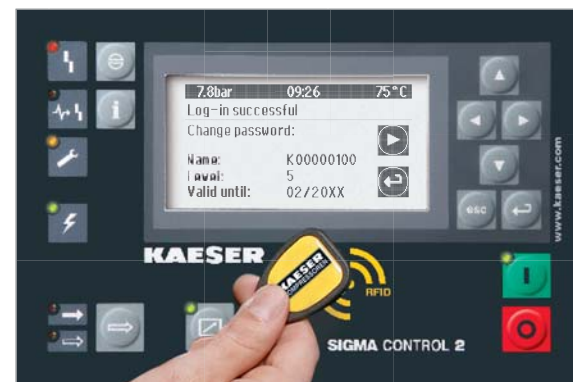 7.8bar 09:26 75°C
Log-in successful
Change password:
Name: K00000100
Level: 5
Valid until: 02/20XX
esc
www.kaeser.com
KAESER
KAESER
KOMPRESSOREN
RFID
I
O
SIGMA CONTROL 2